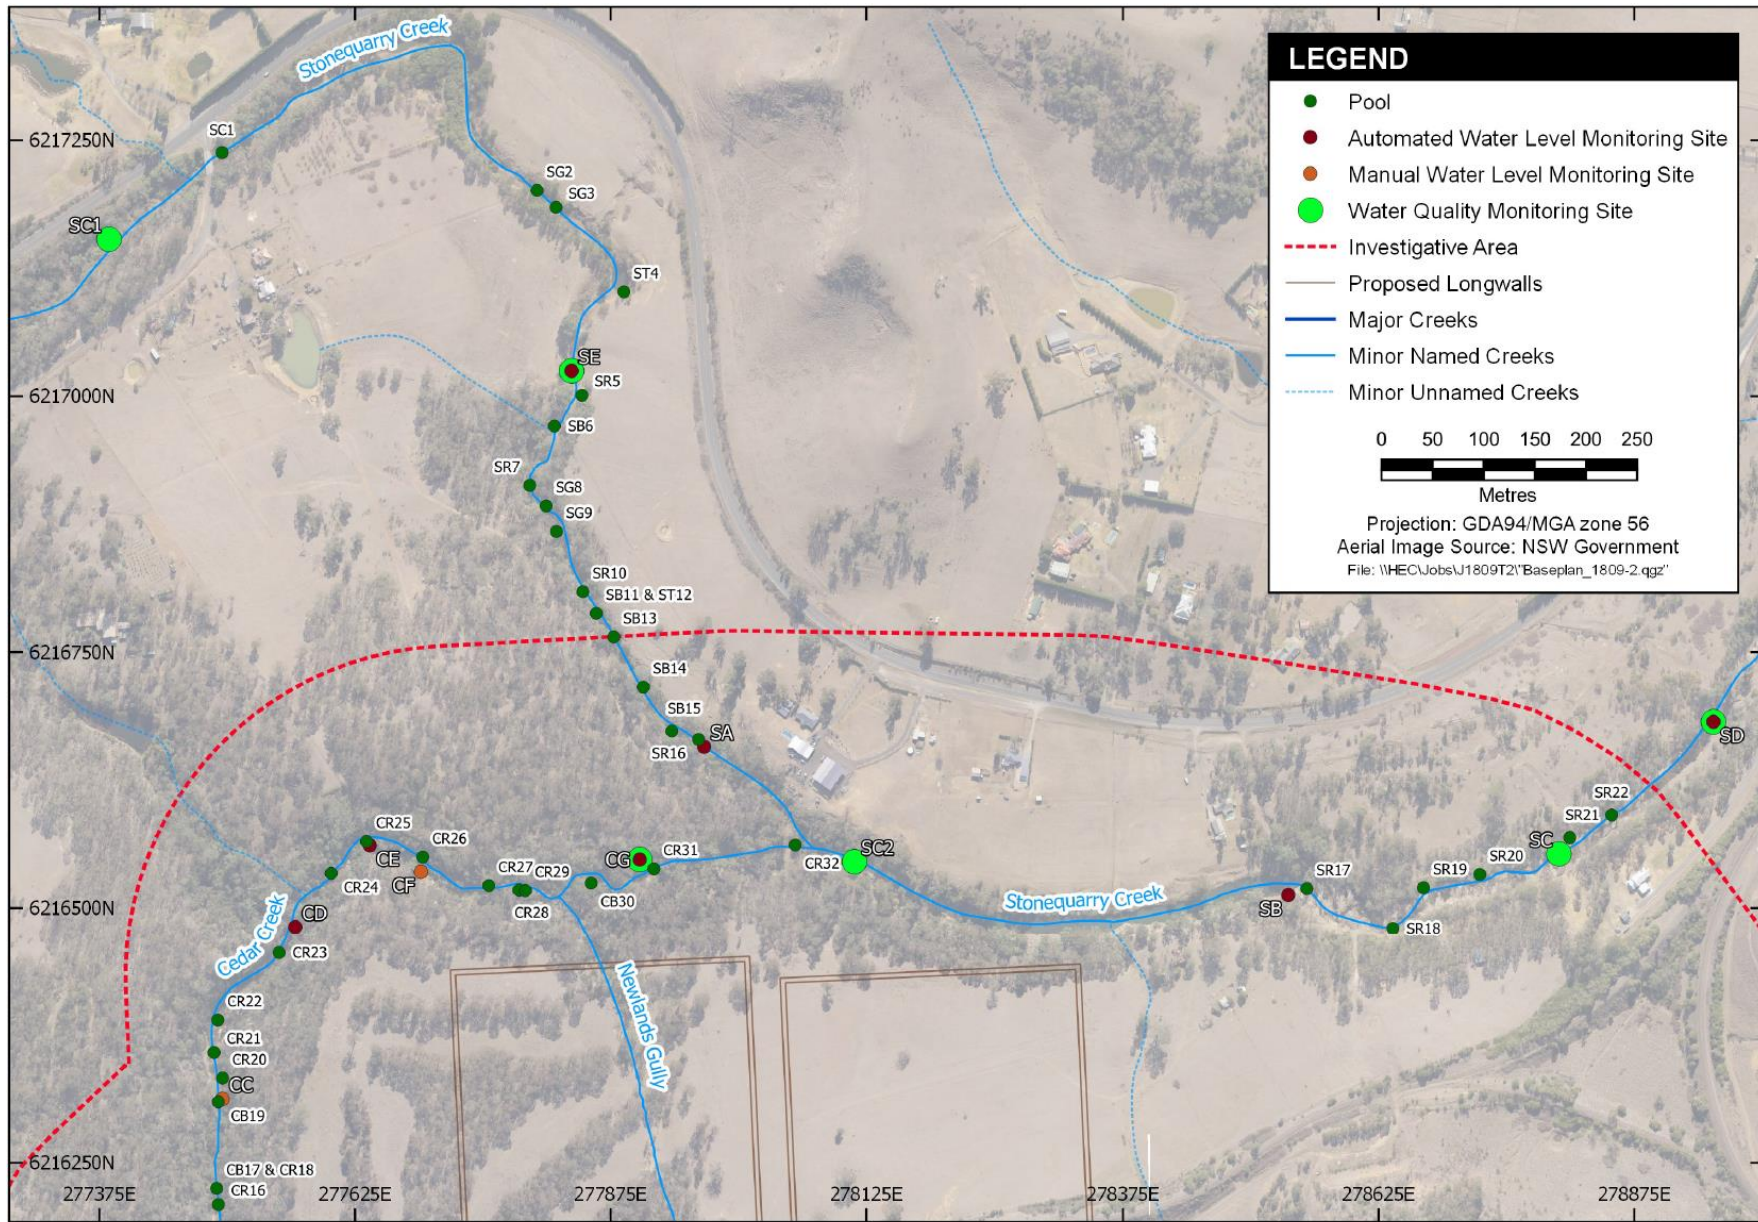 LEGEND
Pool
Automated Water Level Monitoring Site
Manual Water Level Monitoring Site
Water Quality Monitoring Site
Investigative Area
Proposed Longwalls
Major Creeks
Minor Named Creeks
Minor Unnamed Creeks
0 50 100 150 200 250
Metres
Projection: GDA94/MGA zone 56
Aerial Image Source: NSW Government
File: \\HEC\Jobs\J1809T2\"Baseplan_1809-2.qgz"
Stonequarry Creek
6217250N
SC1
SG2
SG3
SC1
ST4
SE
SR5
6217000N
SB6
SR7
SG8
SG9
SR10
SB11 & ST12
SB13
6216750N
SB14
SB15
SA
SR16
SD
SR22
SR21
SC
CR25
CR26
CE
CF
CR24
CR27
CR29
CG
CR31
CR32
SC2
CR28
CB30
SR20
SR19
SR17
SB
SR18
Stonequarry Creek
6216500N
CD
Cedar Creek
CR23
Newlands Gully
CR22
CR21
CR20
CC
CB19
6216250N
CB17 & CR18
CR16
277375E
277625E
277875E
278125E
278375E
278625E
278875E